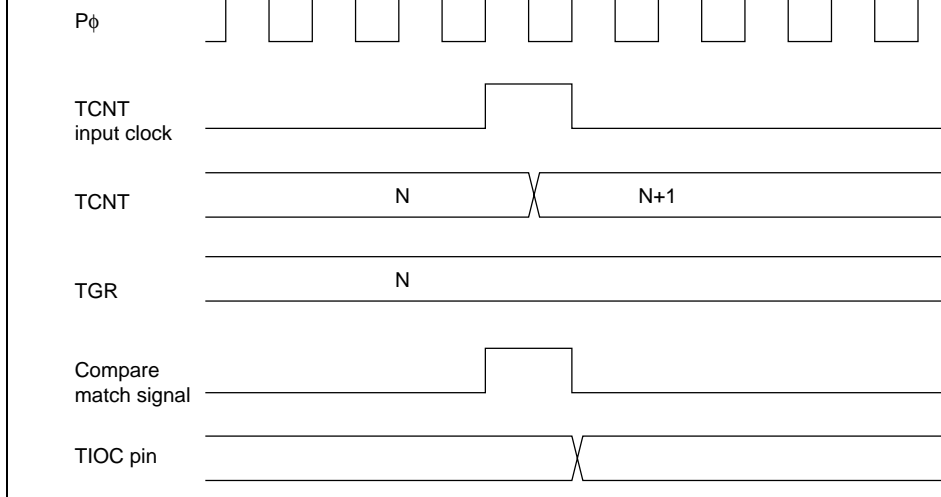 Pϕ
TCNT
input clock
TCNT
N
N+1
TGR
N
Compare
match signal
TIOC pin